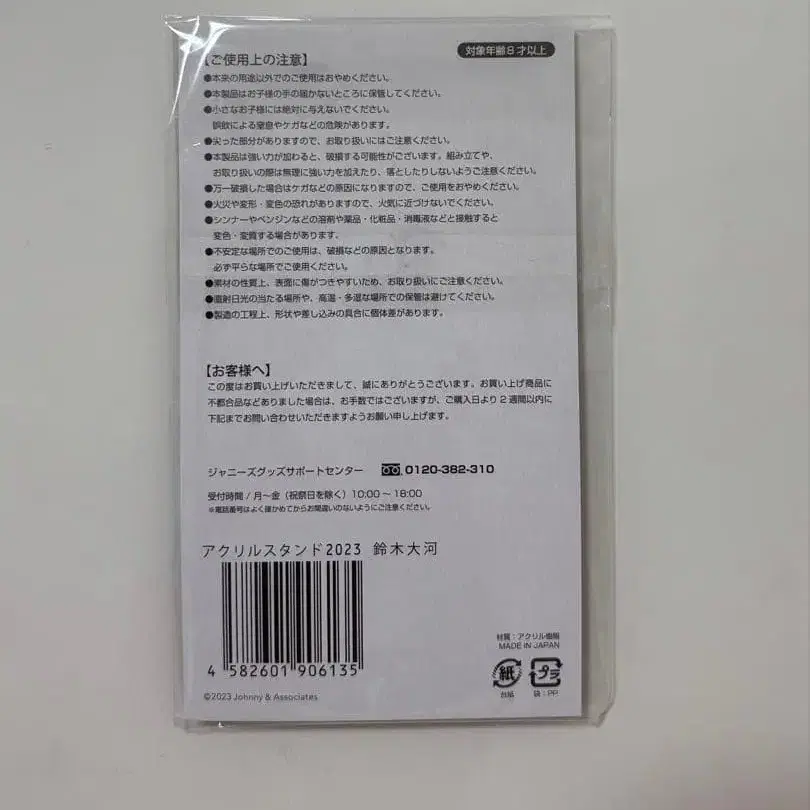 【ご使用上の注意】
対象年齢8才以上
●本来の用途以外でのご使用はおやめください。
●本製品はお子様の手の届かないところに保管してください。
●小さなお子様には絶対に与えないでください。
誤飲による窒息やケガなどの危険があります。
●尖った部分がありますので、お取り扱いにはご注意ください。
●本製品は強い力が加わると、破損する可能性がございます。組み立てや、
お取り扱いの際は無理に強い力を加えたり、落としたりしないようご注意ください。
●万一破損した場合はケガなどの原因になりますので、ご使用をおやめください。
●火災や変形・変色の恐れがありますので、火気に近づけないでください。
●シンナーやベンジンなどの溶剤や薬品・化粧品・消毒液などと接触すると
変色・変質する場合があります。
●不安定な場所でのご使用は、破損などの原因となります。
必ず平らな場所でご使用ください。
●素材の性質上、表面に傷がつきやすいため、お取り扱いにご注意ください。
●直射日光の当たる場所や、高温・多湿な場所での保管は避けてください。
●製造の工程上、形状や差し込みの具合に個体差があります。
【お客様へ】
この度はお買い上げいただきまして、誠にありがとうございます。お買い上げ商品に
不都合品などありました場合は、お手数ではございますが、ご購入日より2週間以内に
下記までお問い合わせいただきますようお願い申し上げます。
ジャニーズグッズサポートセンター 0120-382-310
受付時間 / 月〜金（祝祭日を除く）10:00〜18:00
※電話番号はよく確かめてからお間違いのないようにご注意ください。
アクリルスタンド2023 鈴木大河
4 582601 906135
©2023 Johnny & Associates
材質：アクリル樹脂
MADE IN JAPAN
紙 プラ
台紙 袋：PP